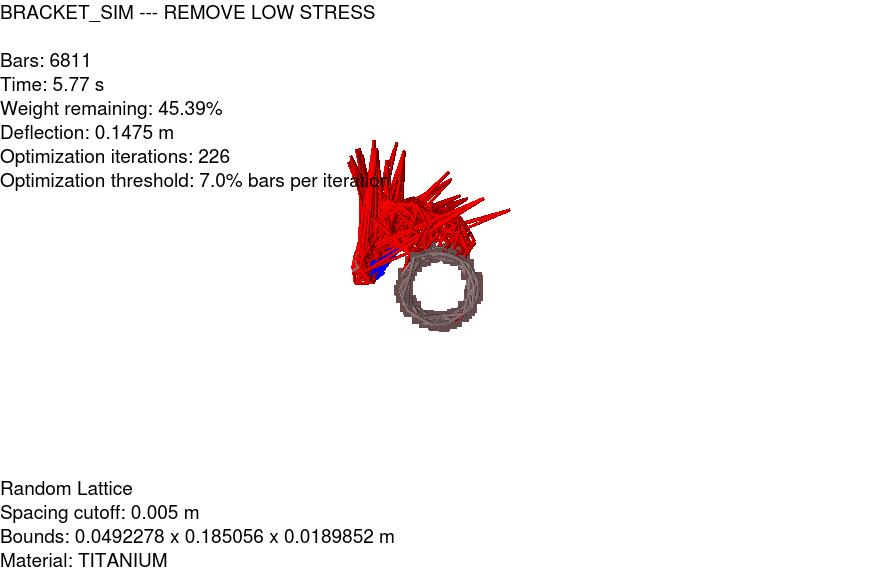 BRACKET_SIM --- REMOVE LOW STRESS
Bars: 6811
Time: 5.77 s
Weight remaining: 45.39%
Deflection: 0.1475 m
Optimization iterations: 226
Optimization threshold: 7.0% bars per iteration
Random Lattice
Spacing cutoff: 0.005 m
Bounds: 0.0492278 x 0.185056 x 0.0189852 m
Material: TITANIUM